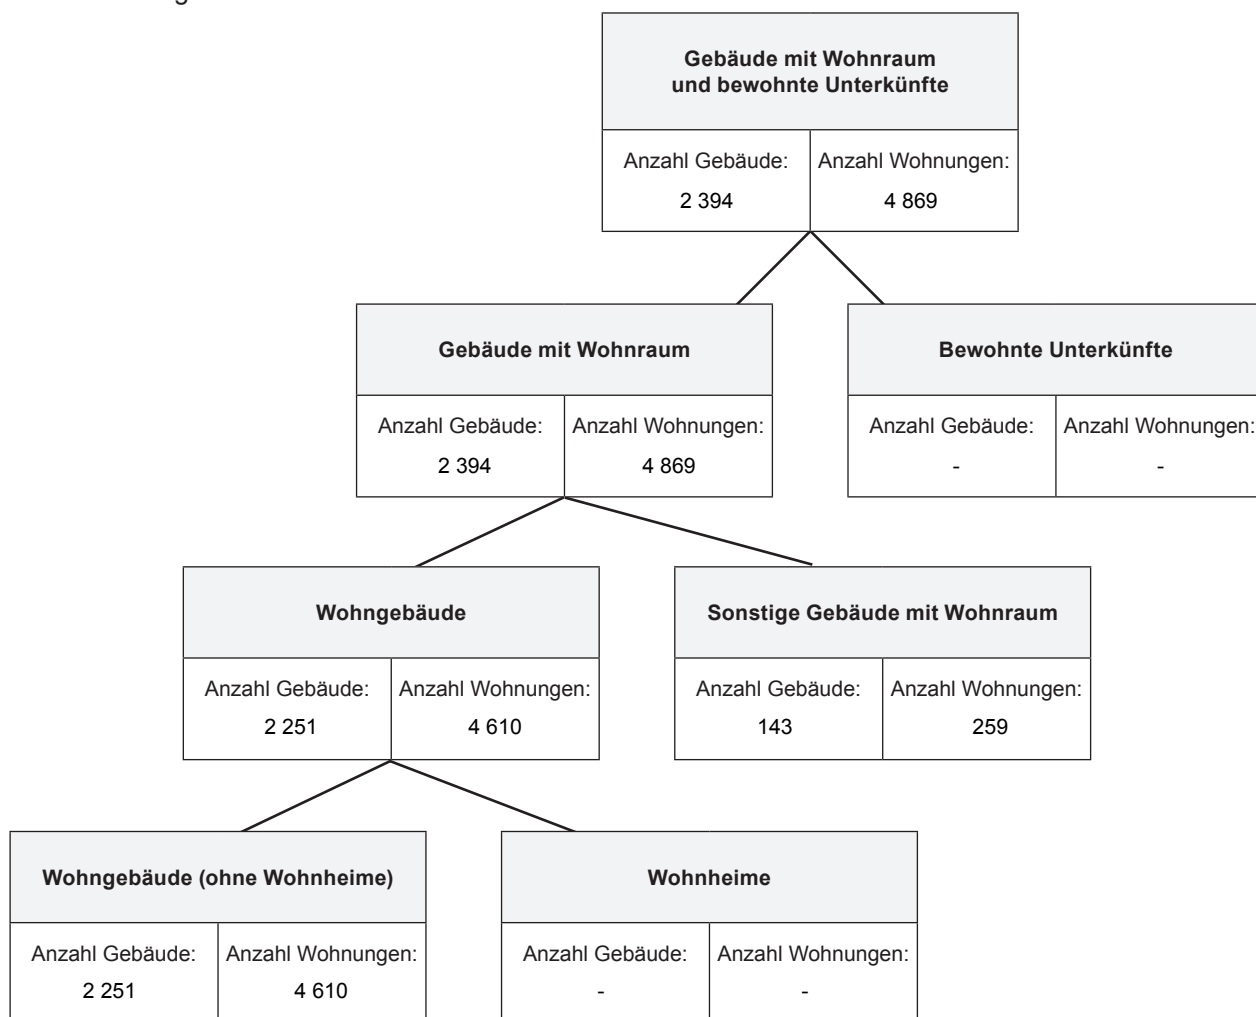 Gebäude mit Wohnraum
und bewohnte Unterkünfte
Anzahl Gebäude: Anzahl Wohnungen:
2 394 4 869
Gebäude mit Wohnraum Bewohnte Unterkünfte
Anzahl Gebäude: Anzahl Wohnungen: Anzahl Gebäude: Anzahl Wohnungen:
2 394 4 869 - -
Wohngebäude Sonstige Gebäude mit Wohnraum
Anzahl Gebäude: Anzahl Wohnungen: Anzahl Gebäude: Anzahl Wohnungen:
2 251 4 610 143 259
Wohngebäude (ohne Wohnheime) Wohnheime
Anzahl Gebäude: Anzahl Wohnungen: Anzahl Gebäude: Anzahl Wohnungen:
2 251 4 610 - -